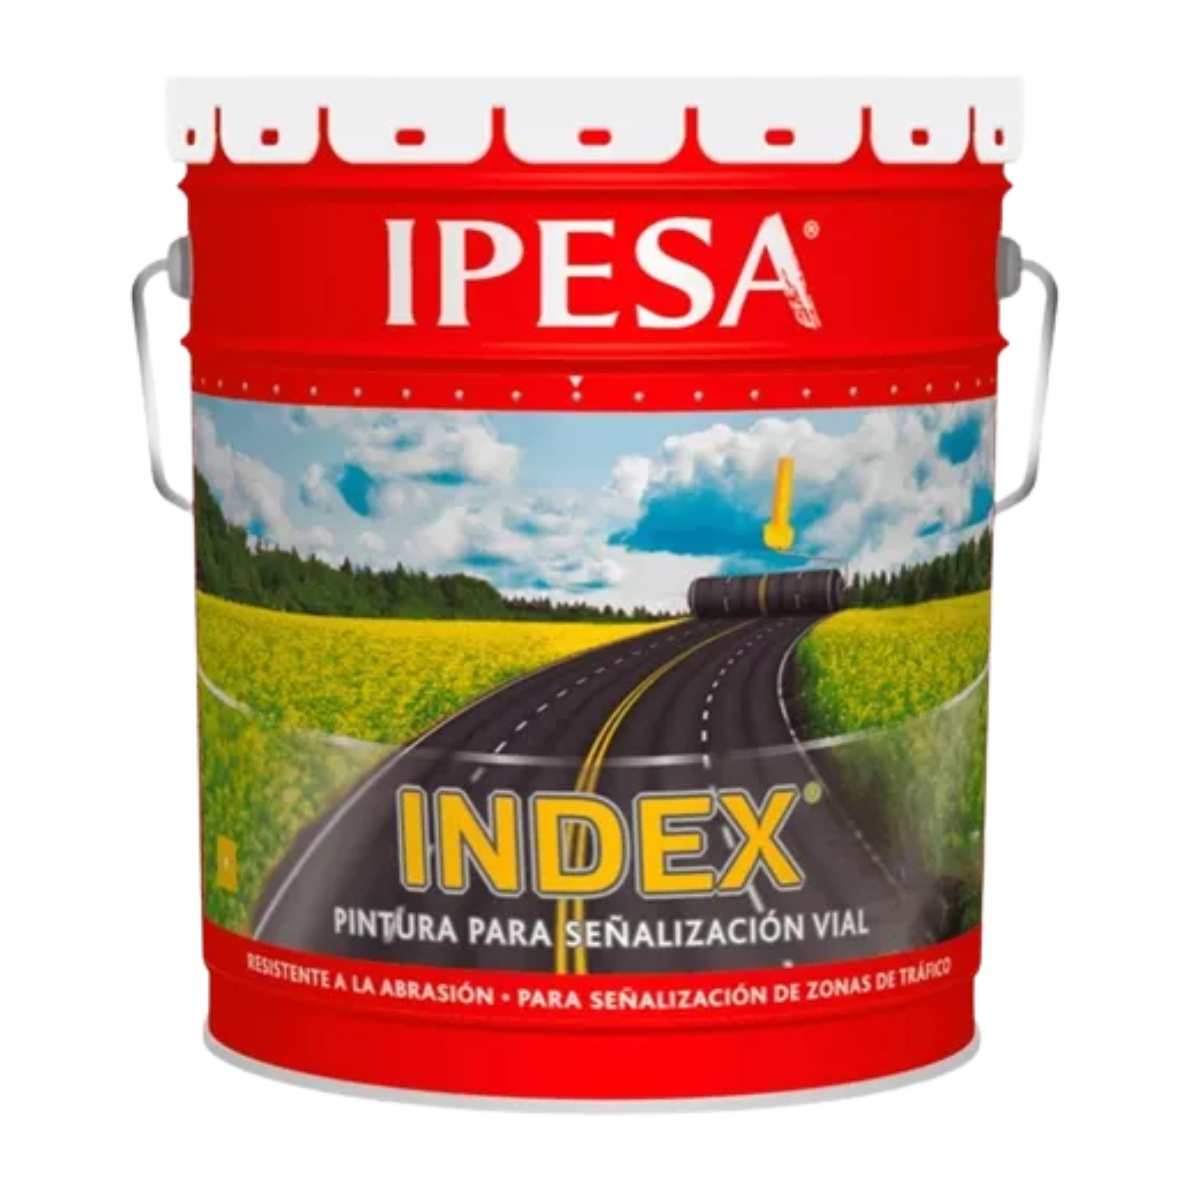 IPESA®
INDEX®
PINTURA PARA SEÑALIZACIÓN VIAL
RESISTENTE A LA ABRASIÓN • PARA SEÑALIZACIÓN DE ZONAS DE TRÁFICO